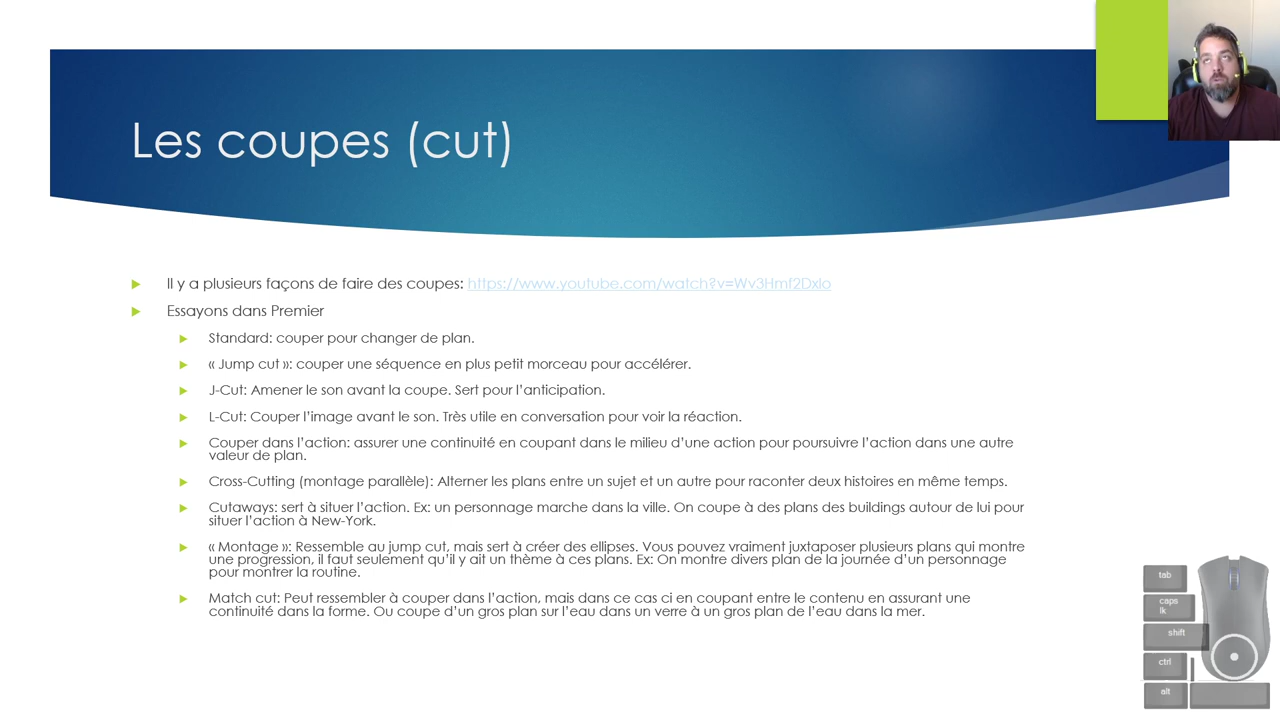 Les coupes (cut)
Il y a plusieurs façons de faire des coupes: https://www.youtube.com/watch?v=Wv3Hmf2DxIo
Essayons dans Premier
Standard: couper pour changer de plan.
« Jump cut »: couper une séquence en plus petit morceau pour accélérer.
J-Cut: Amener le son avant la coupe. Sert pour l’anticipation.
L-Cut: Couper l’image avant le son. Très utile en conversation pour voir la réaction.
Couper dans l’action: assurer une continuité en coupant dans le milieu d’une action pour poursuivre l’action dans une autre
valeur de plan.
Cross-Cutting (montage parallèle): Alterner les plans entre un sujet et un autre pour raconter deux histoires en même temps.
Cutaways: sert à situer l’action. Ex: un personnage marche dans la ville. On coupe à des plans des buildings autour de lui pour
situer l’action à New-York.
« Montage »: Ressemble au jump cut, mais sert à créer des ellipses. Vous pouvez vraiment juxtaposer plusieurs plans qui montre
une progression, il faut seulement qu’il y ait un thème à ces plans. Ex: On montre divers plan de la journée d’un personnage
pour montrer la routine.
Match cut: Peut ressembler à couper dans l’action, mais dans ce cas ci en coupant entre le contenu en assurant une
continuité dans la forme. Ou coupe d’un gros plan sur l’eau dans un verre à un gros plan de l’eau dans la mer.
tab
caps
lk
shift
ctrl
alt